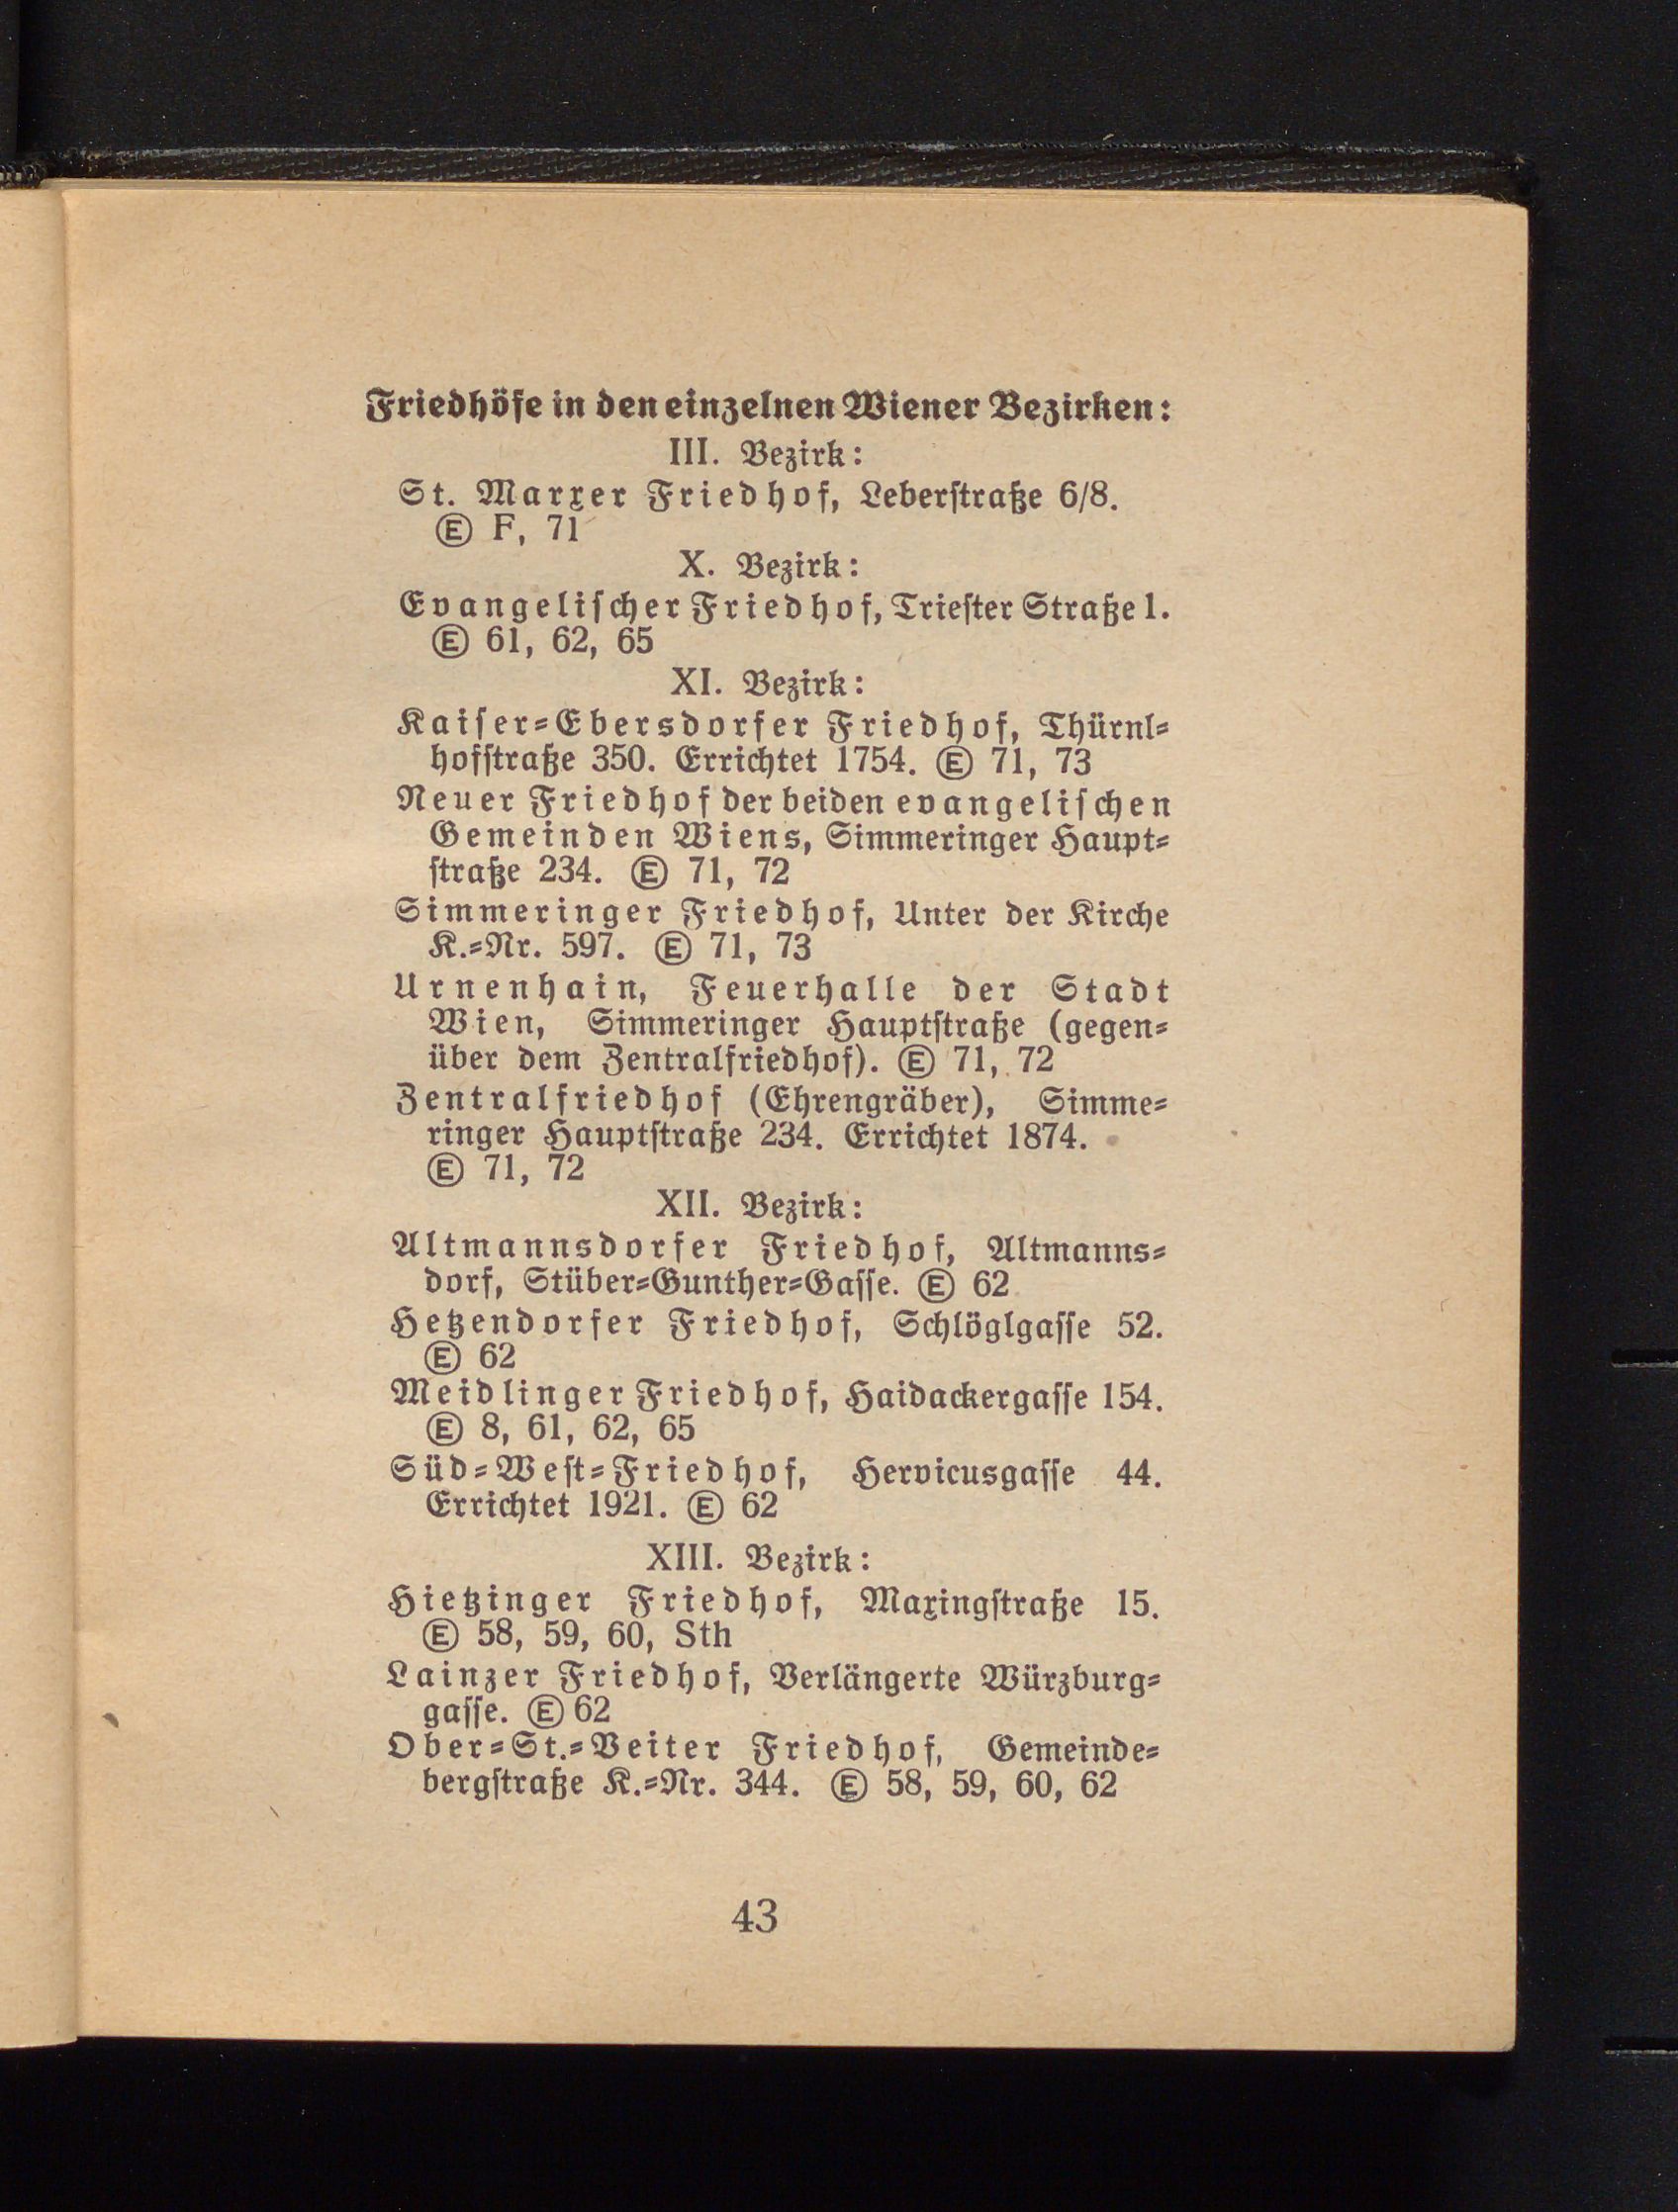 Friedhöfe in den einzelnen Wiener Bezirken:
III. Bezirk:
St. Marxer Friedhof, Leberstraße 6/8.
Ⓔ F, 71
X. Bezirk:
Evangelischer Friedhof, Triester Straße 1.
Ⓔ 61, 62, 65
XI. Bezirk:
Kaiser-Ebersdorfer Friedhof, Thürnl-
hofstraße 350. Errichtet 1754. Ⓔ 71, 73
Neuer Friedhof der beiden evangelischen
Gemeinden Wiens, Simmeringer Haupt-
straße 234. Ⓔ 71, 72
Simmeringer Friedhof, Unter der Kirche
K.-Nr. 597. Ⓔ 71, 73
Urnenhain, Feuerhalle der Stadt
Wien, Simmeringer Hauptstraße (gegen-
über dem Zentralfriedhof). Ⓔ 71, 72
Zentralfriedhof (Ehrengräber), Simme-
ringer Hauptstraße 234. Errichtet 1874.
Ⓔ 71, 72
XII. Bezirk:
Altmannsdorfer Friedhof, Altmanns-
dorf, Stüber-Gunther-Gasse. Ⓔ 62
Hetzendorfer Friedhof, Schlöglgasse 52.
Ⓔ 62
Meidlinger Friedhof, Haidackergasse 154.
Ⓔ 8, 61, 62, 65
Süd-West-Friedhof, Hervicusgasse 44.
Errichtet 1921. Ⓔ 62
XIII. Bezirk:
Hietzinger Friedhof, Maxingstraße 15.
Ⓔ 58, 59, 60, Sth
Lainzer Friedhof, Verlängerte Würzburg-
gasse. Ⓔ 62
Ober-St.-Veiter Friedhof, Gemeinde-
bergstraße K.-Nr. 344. Ⓔ 58, 59, 60, 62
43